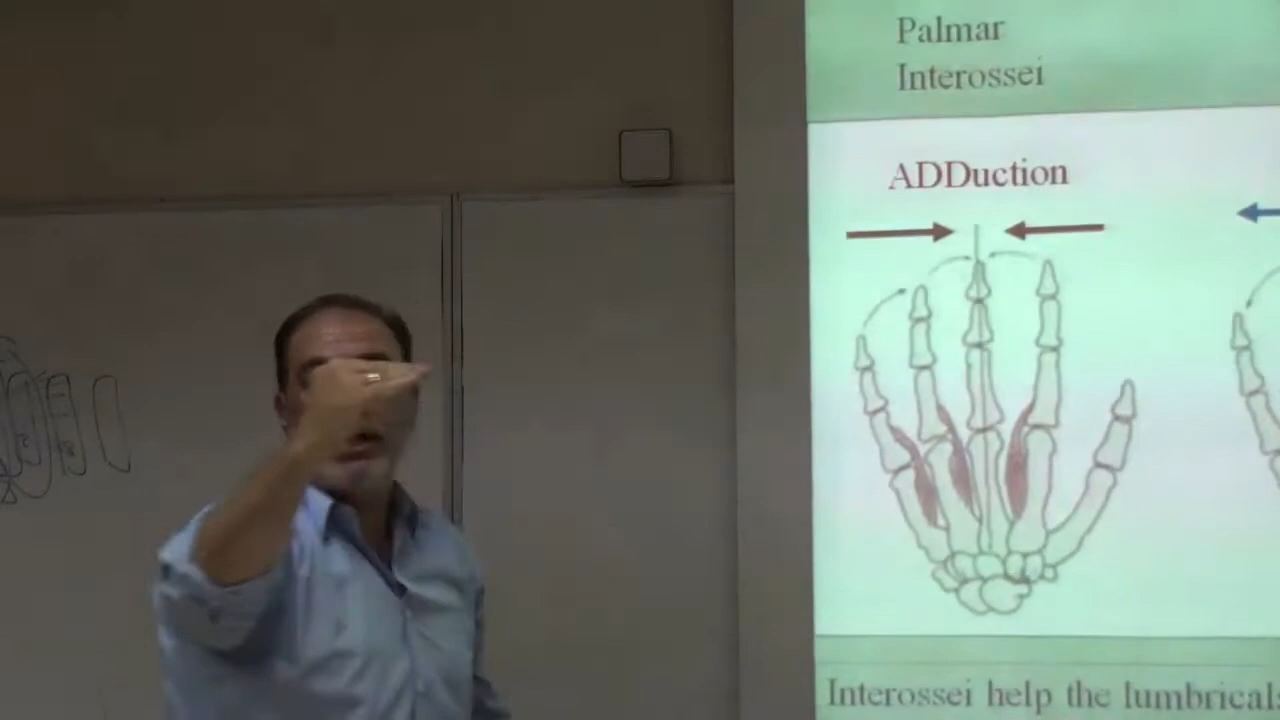 Palmar
Interossei
ADDuction
Interossei help the lumbricals